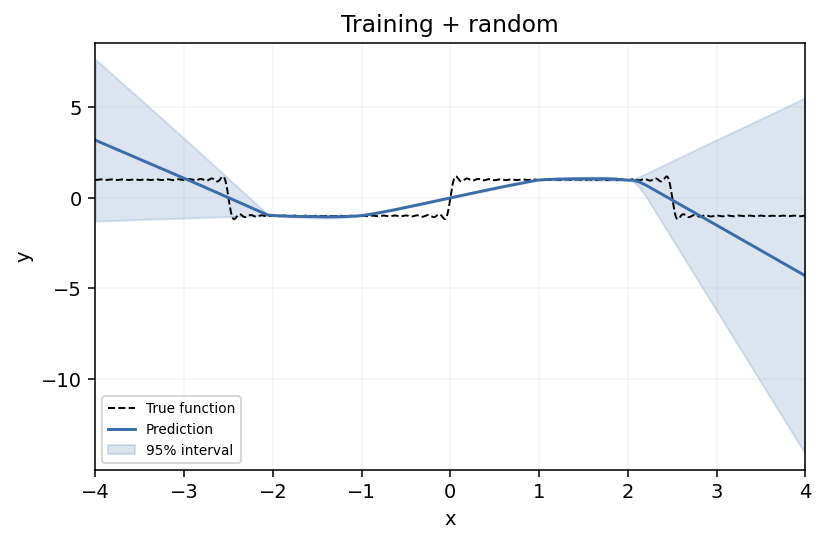 Training + random
5
0
−5
−10
y
True function
Prediction
95% interval
−4 −3 −2 −1 0 1 2 3 4
x